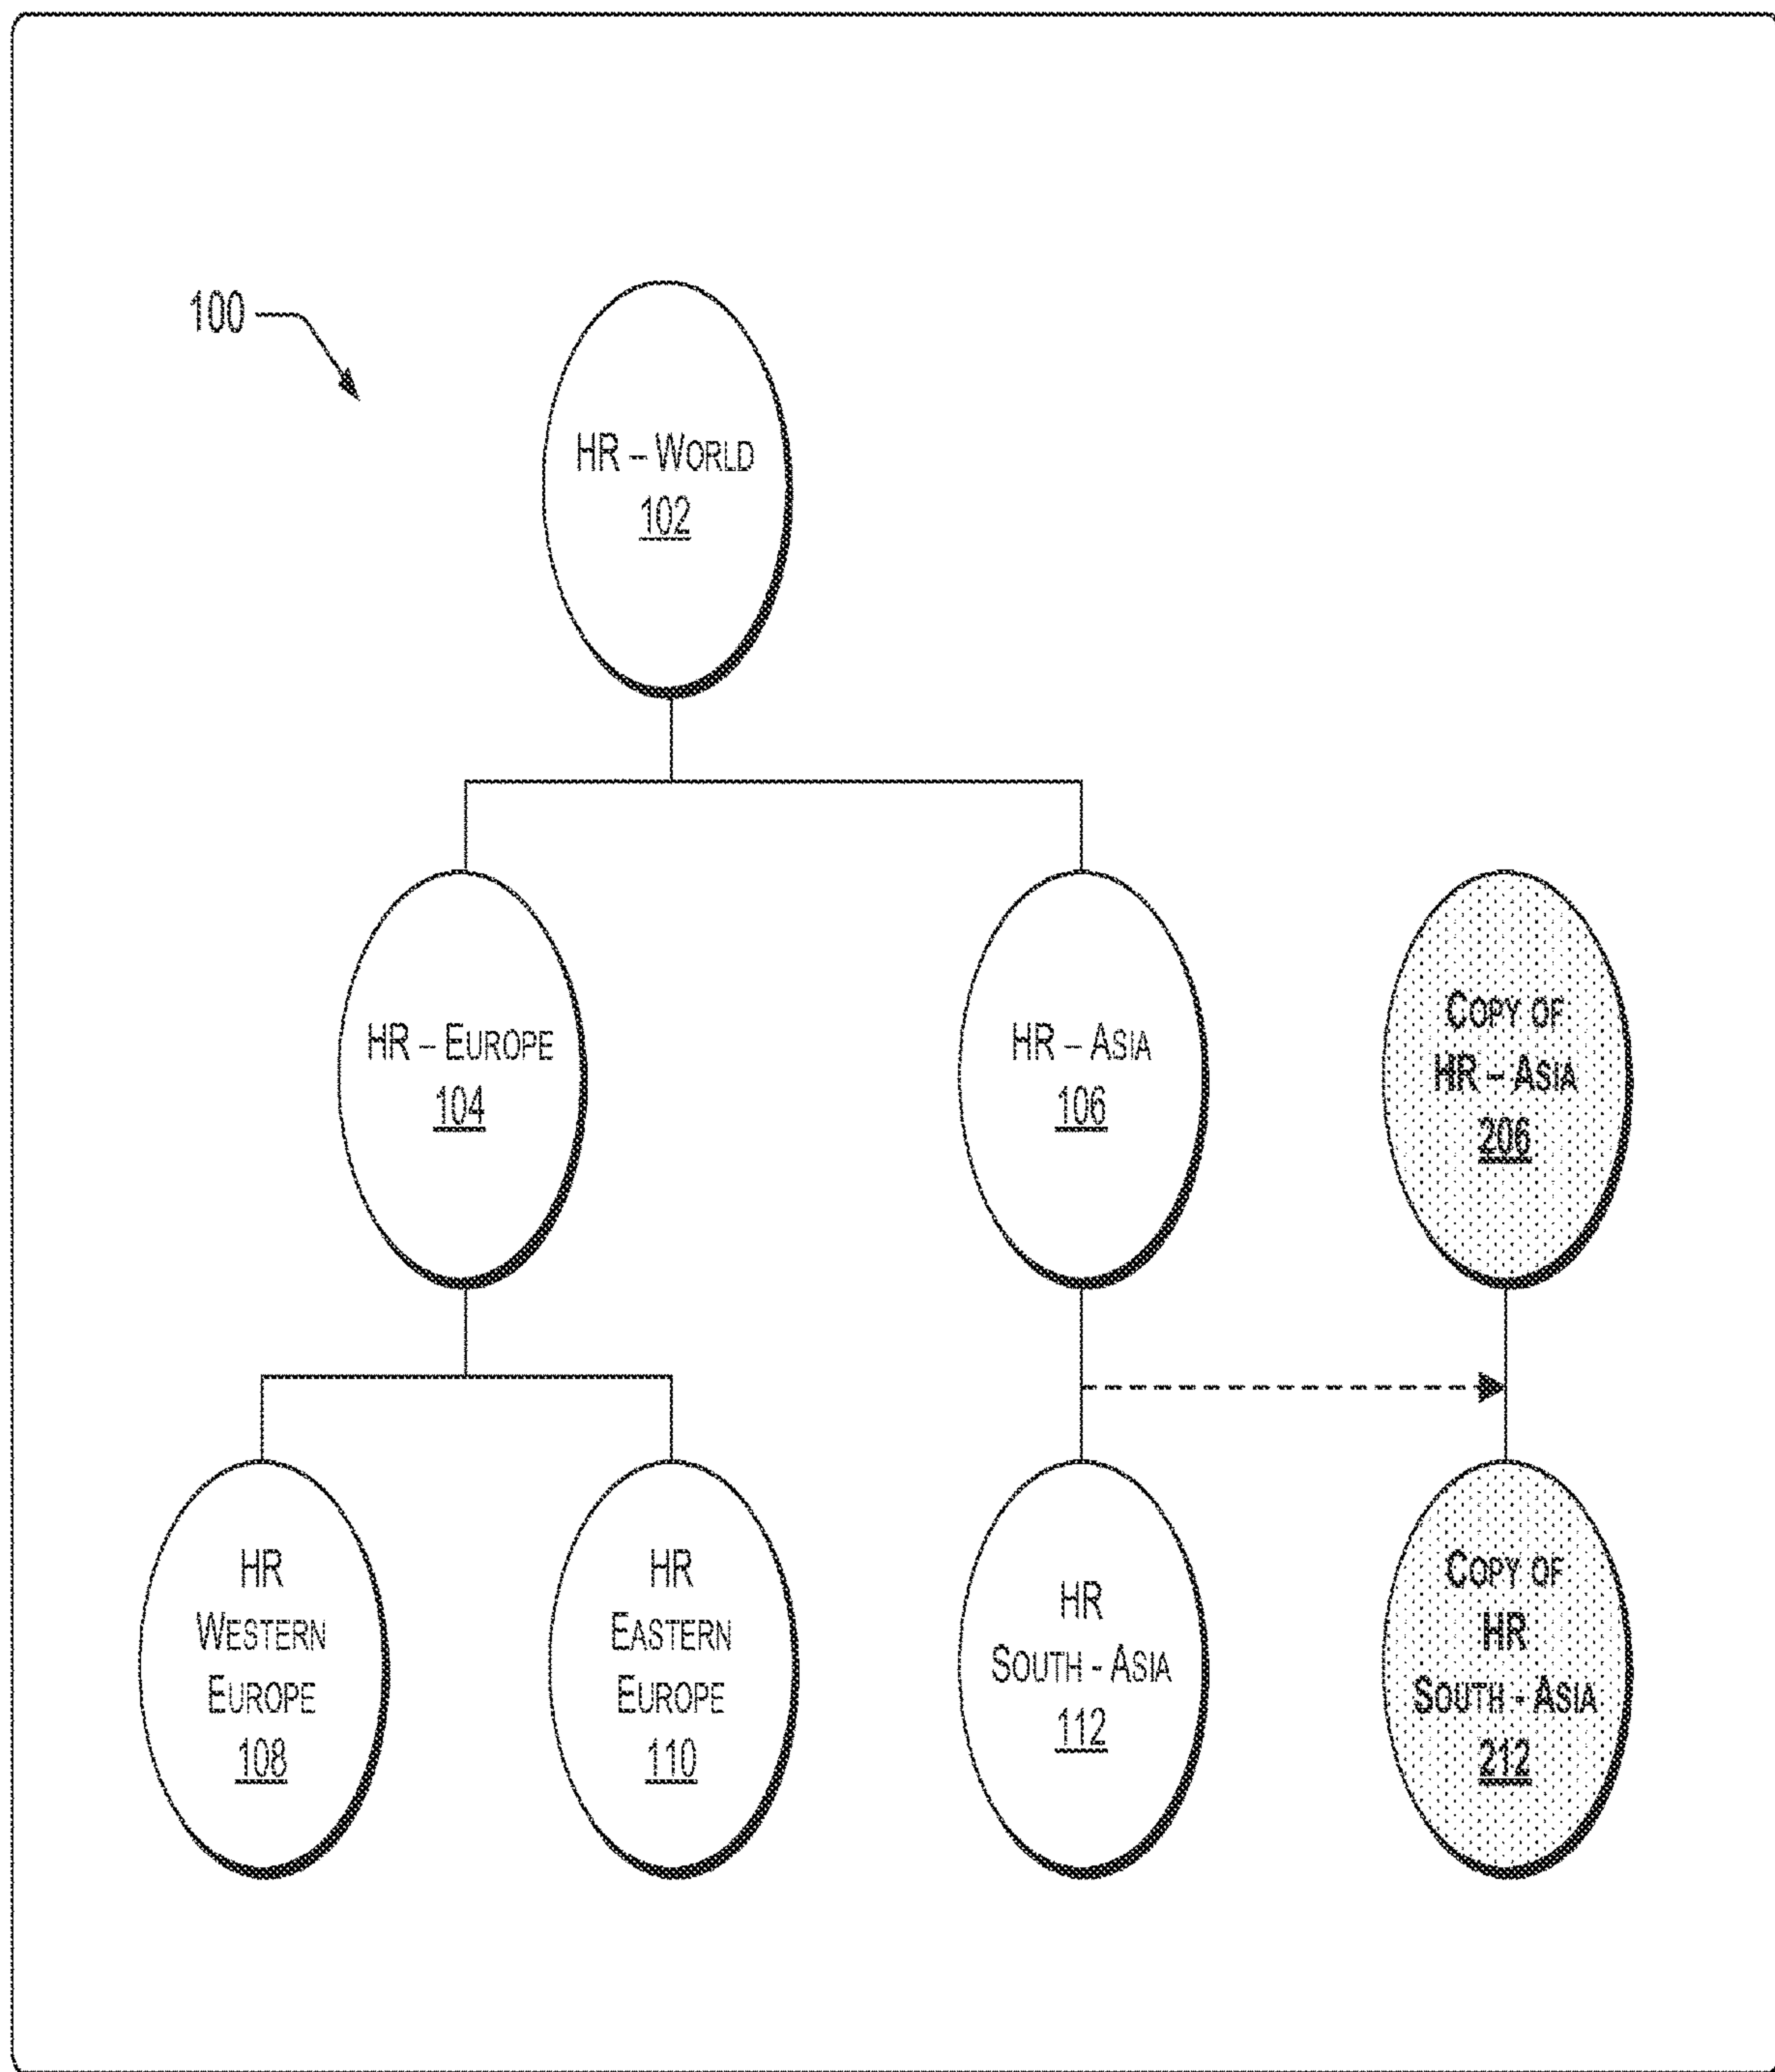 100
HR – WORLD
102
HR – EUROPE
104
HR – ASIA
106
COPY OF
HR – ASIA
206
HR
WESTERN
EUROPE
108
HR
EASTERN
EUROPE
110
HR
SOUTH - ASIA
112
COPY OF
HR
SOUTH - ASIA
212